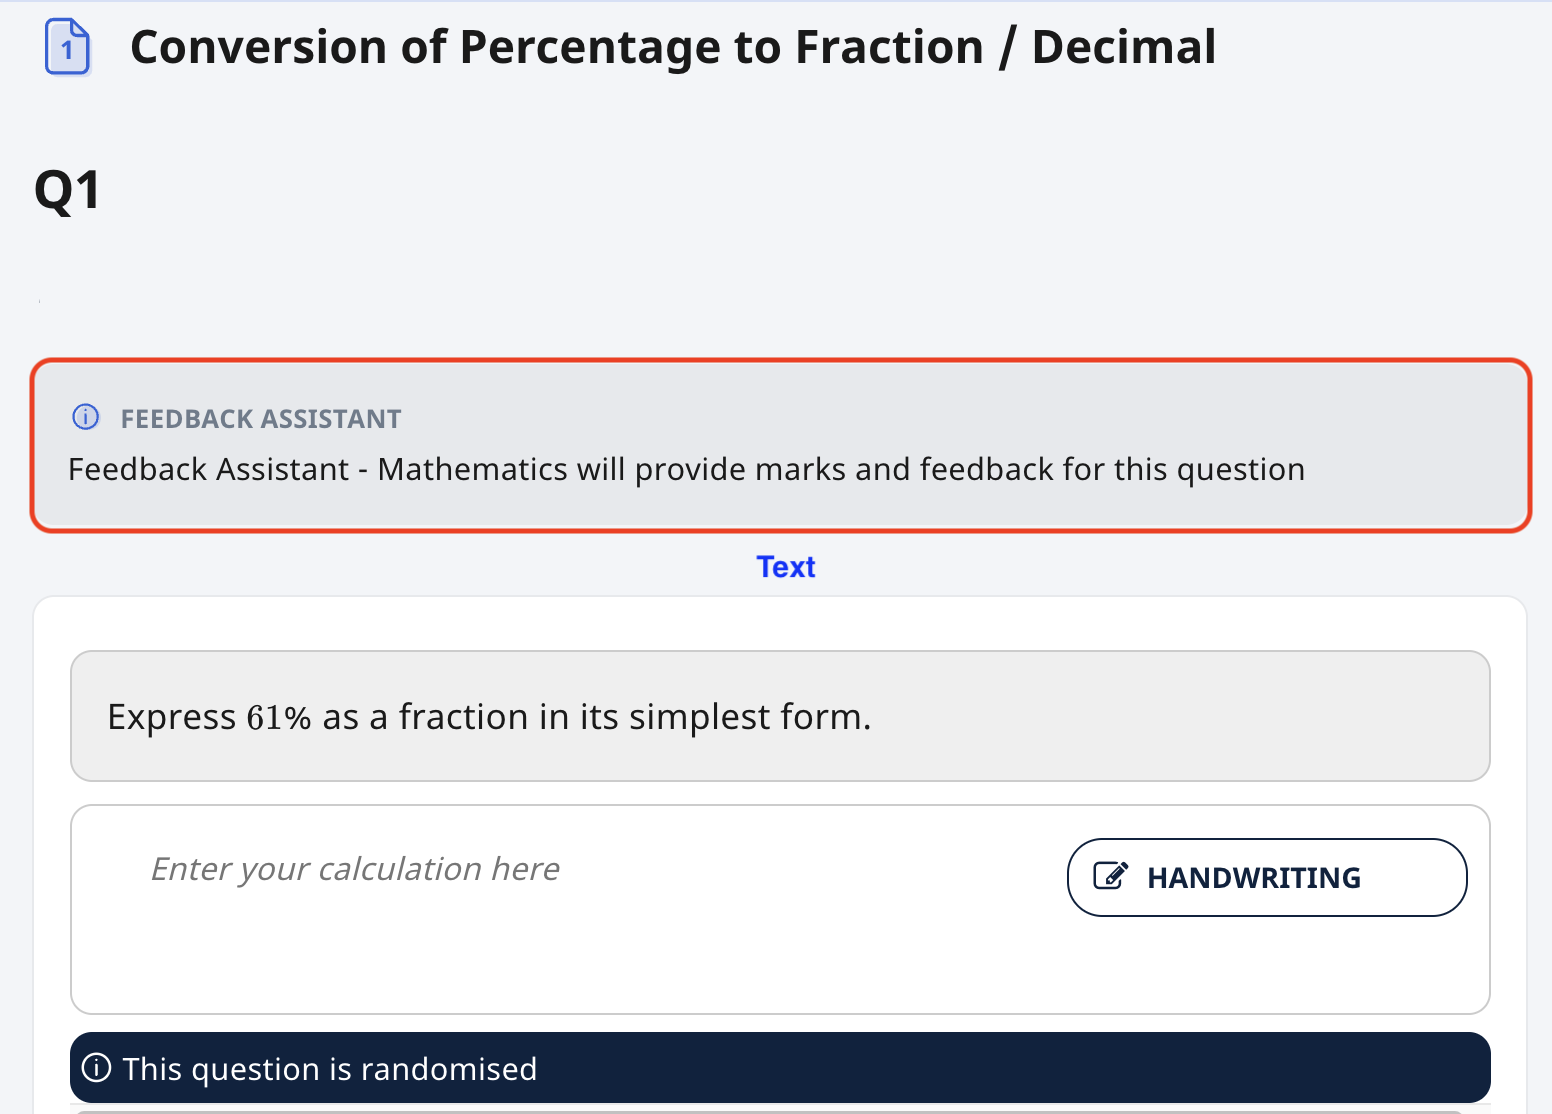 1
Conversion of Percentage to Fraction / Decimal
Q1
FEEDBACK ASSISTANT
Feedback Assistant - Mathematics will provide marks and feedback for this question
Text
Express 61% as a fraction in its simplest form.
Enter your calculation here
HANDWRITING
This question is randomised